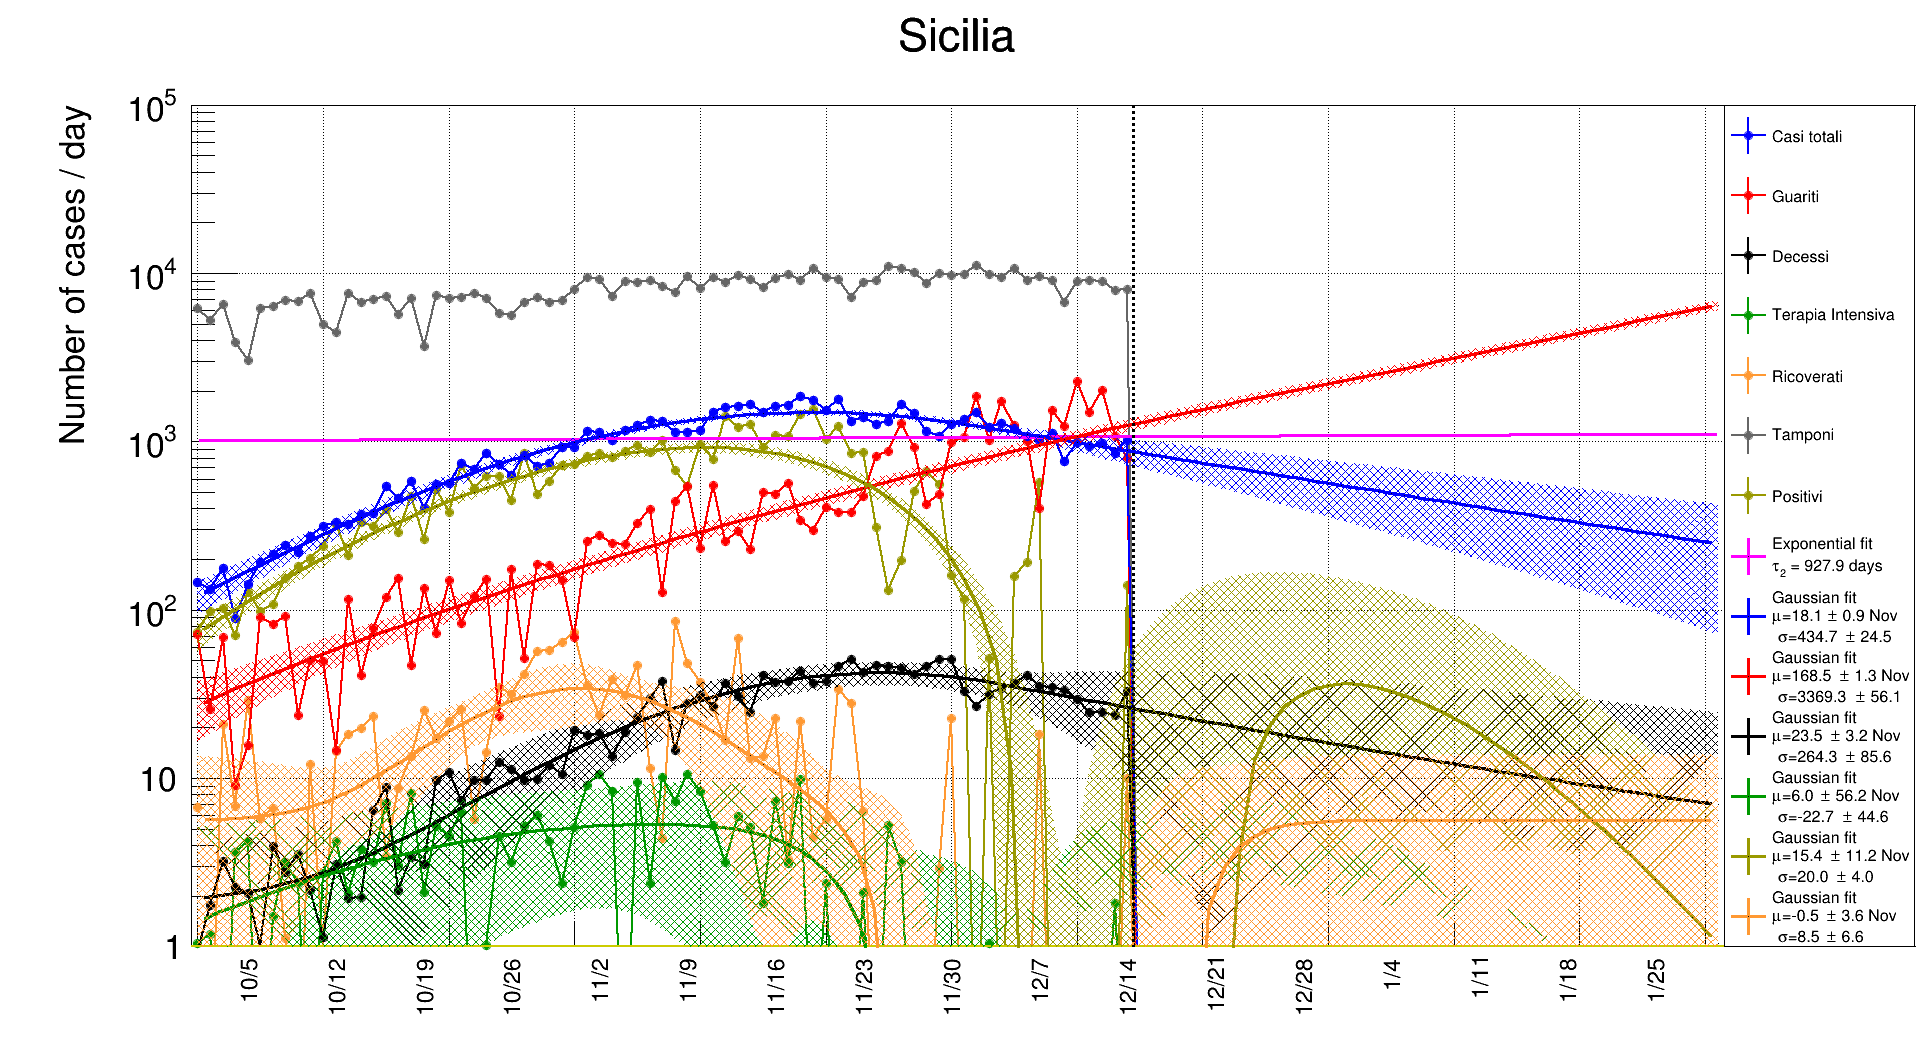 Sicilia
Number of cases / day
10^5
10^4
10^3
10^2
10
1
10/5
10/12
10/19
10/26
11/2
11/9
11/16
11/23
11/30
12/7
12/14
12/21
12/28
1/4
1/11
1/18
1/25
Casi totali
Guariti
Decessi
Terapia Intensiva
Ricoverati
Tamponi
Positivi
Exponential fit
τ_2 = 927.9 days
Gaussian fit
μ=18.1 ± 0.9 Nov
σ=434.7 ± 24.5
Gaussian fit
μ=168.5 ± 1.3 Nov
σ=3369.3 ± 56.1
Gaussian fit
μ=23.5 ± 3.2 Nov
σ=264.3 ± 85.6
Gaussian fit
μ=6.0 ± 56.2 Nov
σ=-22.7 ± 44.6
Gaussian fit
μ=15.4 ± 11.2 Nov
σ=20.0 ± 4.0
Gaussian fit
μ=-0.5 ± 3.6 Nov
σ=8.5 ± 6.6